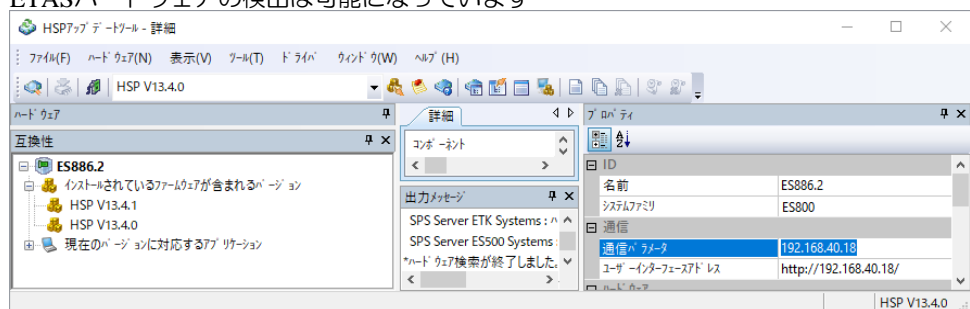 ETASハードウェアの検出は可能になっています
HSPアップデートツール - 詳細
ファイル(F) ハードウェア(N) 表示(V) ツール(T) ドライバ ウィンドウ(W) ヘルプ(H)
HSP V13.4.0
ハードウェア
互換性
ES886.2
インストールされているファームウェアが含まれるバージョン
HSP V13.4.1
HSP V13.4.0
現在のバージョンに対応するアプリケーション
詳細
コンポーネント
出力メッセージ
SPS Server ETK Systems : ハ
SPS Server ES500 Systems
*ハードウェア検索が終了しました。
プロパティ
ID
名前 ES886.2
システムファミリ ES800
通信
通信パラメータ 192.168.40.18
ユーザーインターフェースアドレス http://192.168.40.18/
ハードウェア
HSP V13.4.0